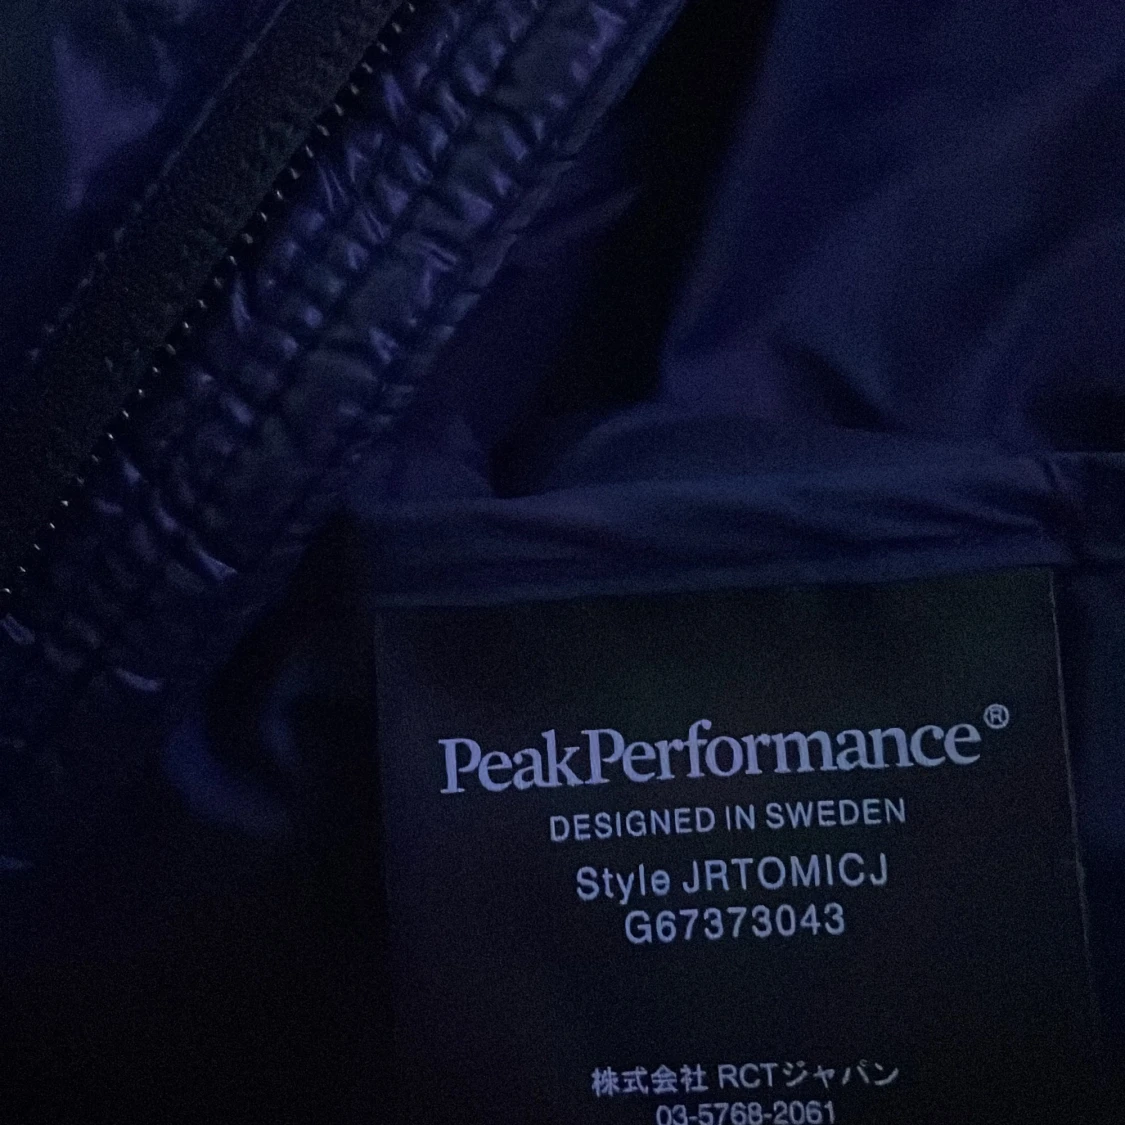 PeakPerformance®
DESIGNED IN SWEDEN
Style JRTOMICJ
G67373043
株式会社 RCTジャパン
03-5768-2061